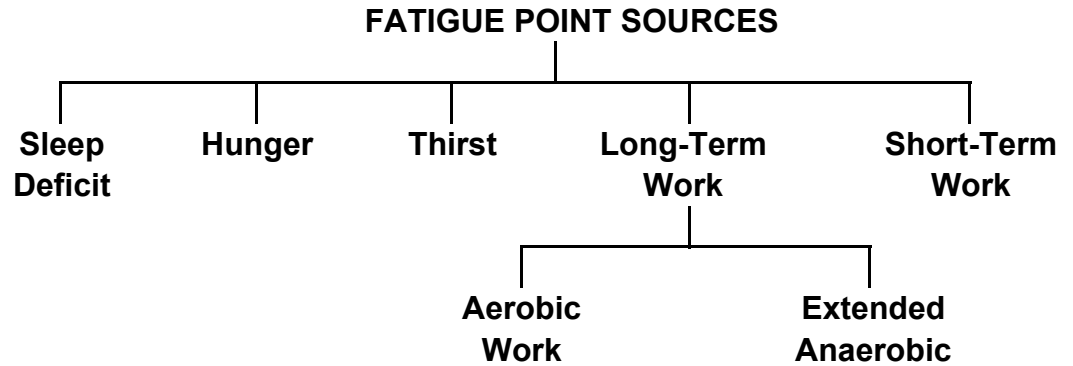 FATIGUE POINT SOURCES
Sleep
Deficit
Hunger
Thirst
Long-Term
Work
Short-Term
Work
Aerobic
Work
Extended
Anaerobic